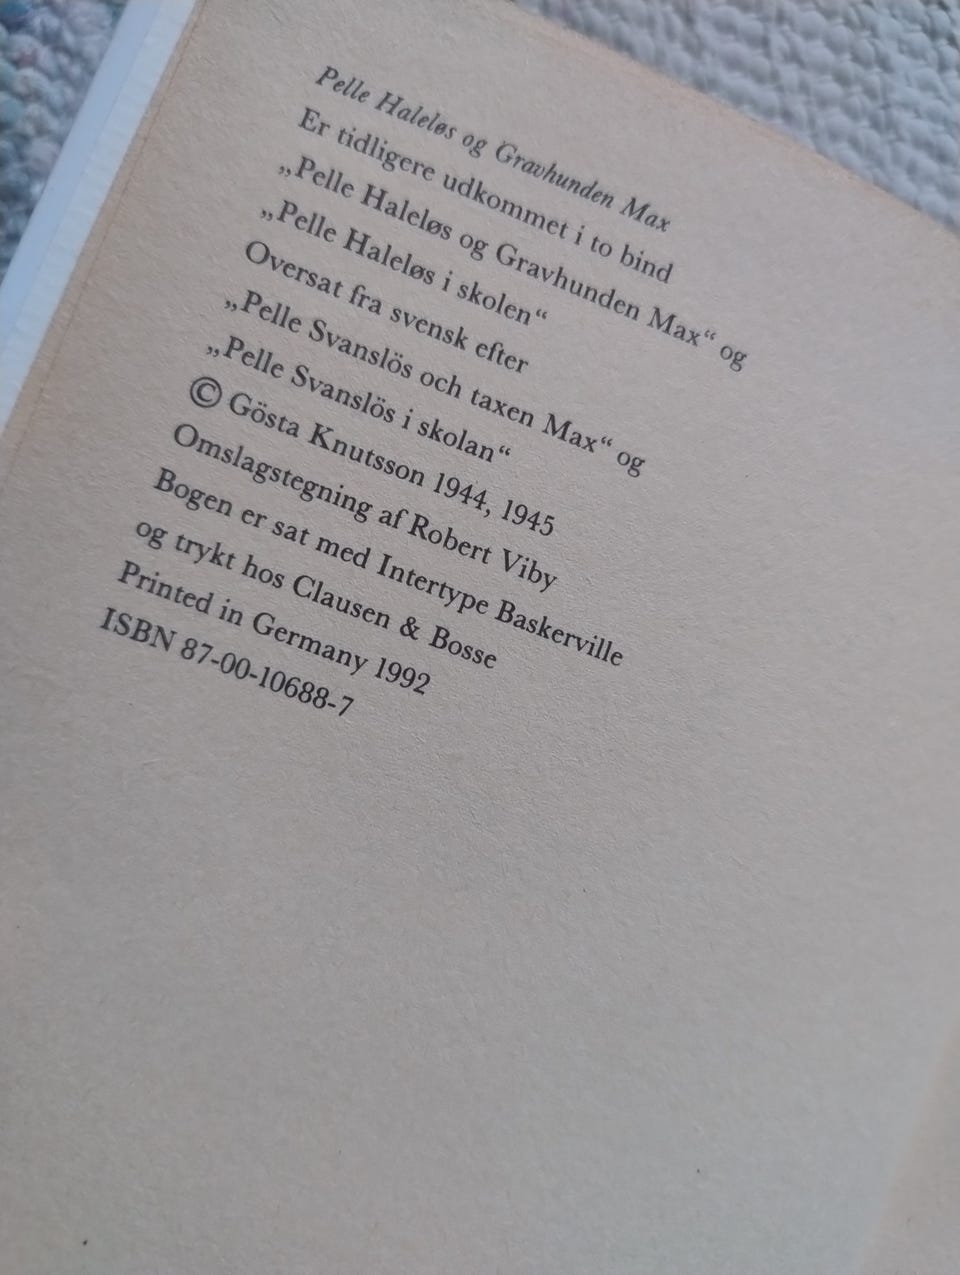 Pelle Haleløs og Gravhunden Max
Er tidligere udkommet i to bind
„Pelle Haleløs og Gravhunden Max“ og
„Pelle Haleløs i skolen“
Oversat fra svensk efter
„Pelle Svanslös och taxen Max“ og
„Pelle Svanslös i skolan“
© Gösta Knutsson 1944, 1945
Omslagstegning af Robert Viby
Bogen er sat med Intertype Baskerville
og trykt hos Clausen & Bosse
Printed in Germany 1992
ISBN 87-00-10688-7